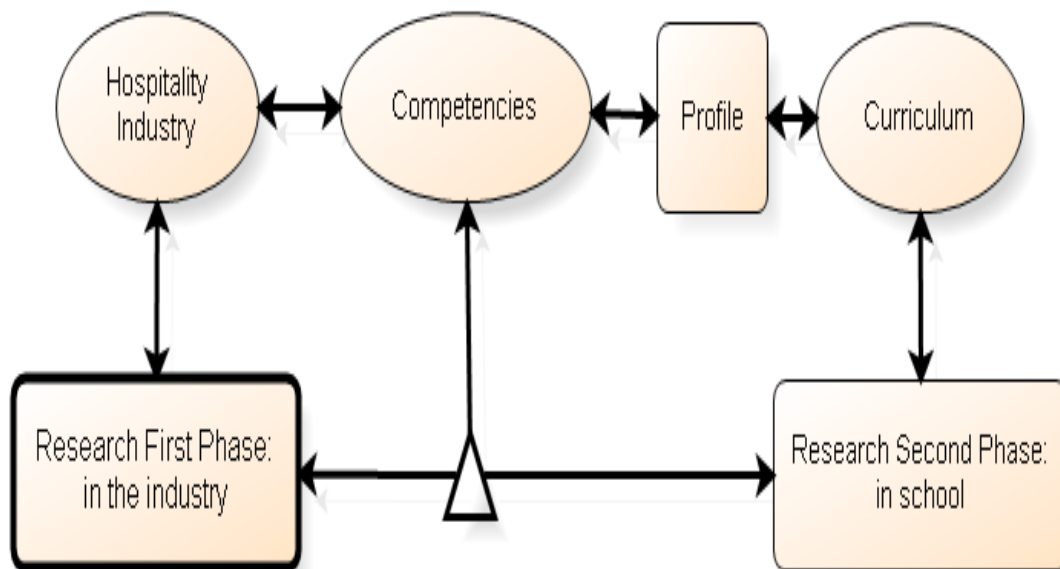 Hospitality
Industry
Competencies
Profile
Curriculum
Research First Phase:
in the industry
Research Second Phase:
in school